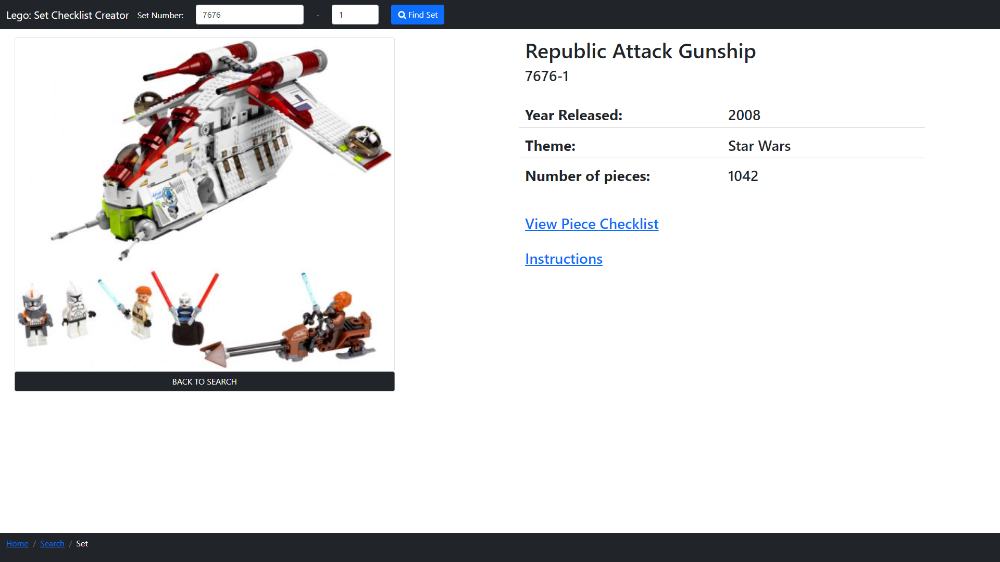 Lego: Set Checklist Creator Set Number: 7676 - 1 Find Set
Republic Attack Gunship
7676-1
Year Released: 2008
Theme: Star Wars
Number of pieces: 1042
View Piece Checklist
Instructions
BACK TO SEARCH
Home / Search / Set